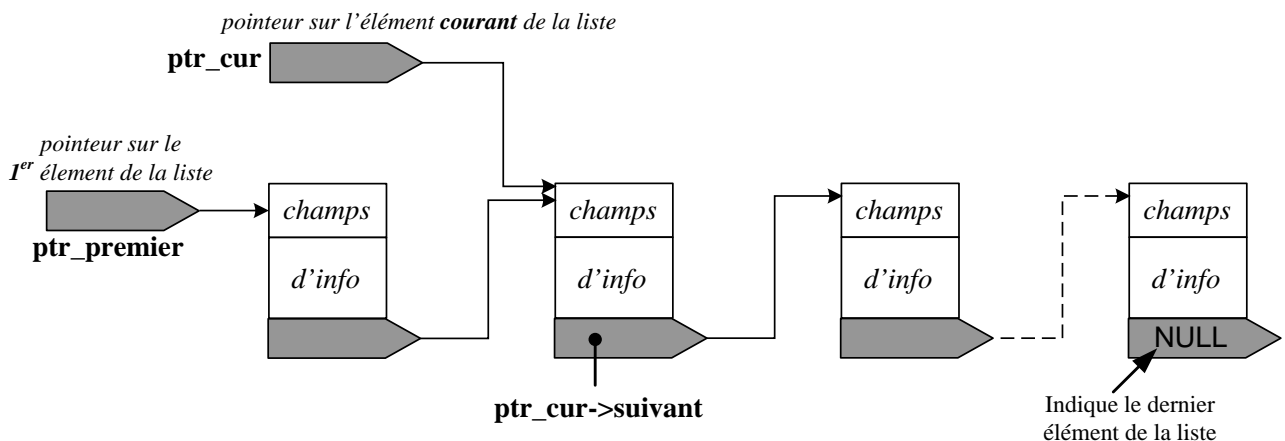 pointeur sur l'élément courant de la liste
ptr_cur
pointeur sur le
1er élement de la liste
ptr_premier
champs
d'info
champs
d'info
champs
d'info
champs
d'info
NULL
ptr_cur->suivant
Indique le dernier
élément de la liste